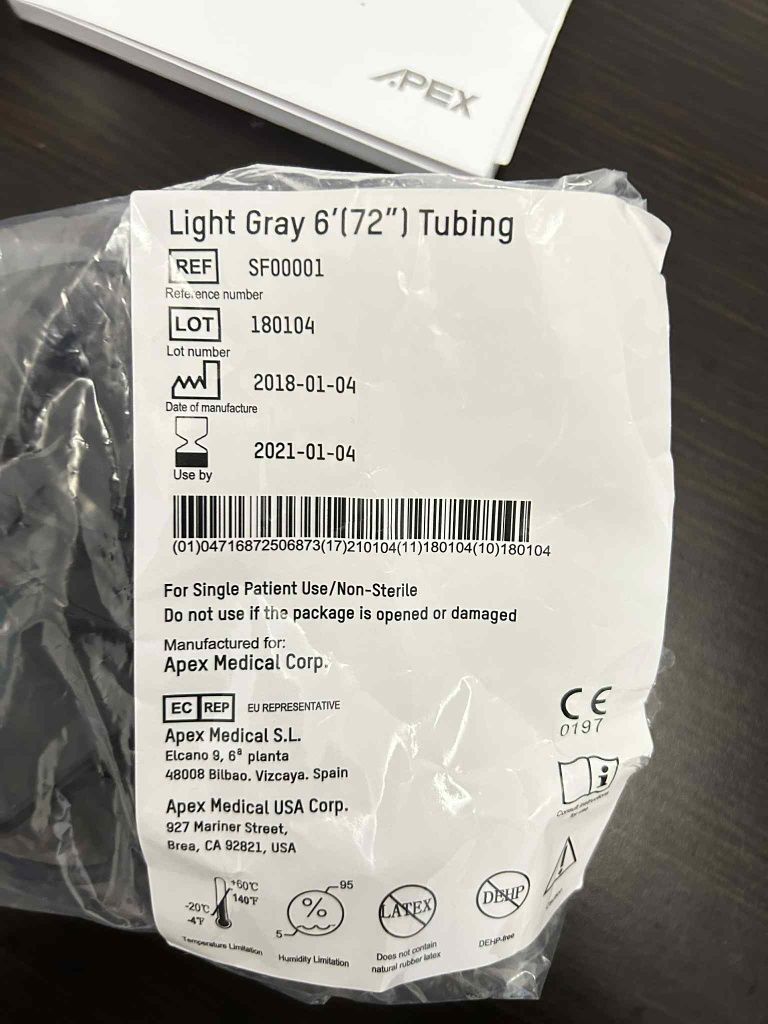 APEX
Light Gray 6'(72") Tubing
REF SF00001
Reference number
LOT 180104
Lot number
2018-01-04
Date of manufacture
2021-01-04
Use by
(01)04716872506873(17)210104(11)180104(10)180104
For Single Patient Use/Non-Sterile
Do not use if the package is opened or damaged
Manufactured for:
Apex Medical Corp.
EC REP EU REPRESENTATIVE
Apex Medical S.L.
Elcano 9, 6ª planta
48008 Bilbao. Vizcaya. Spain
Apex Medical USA Corp.
927 Mariner Street,
Brea, CA 92821, USA
CE
0197
i
Consult instructions
for use
!
Caution
+60°C
140°F
-20°C
-4°F
Temperature Limitation
95
%
5
Humidity Limitation
LATEX
Does not contain
natural rubber latex
DEHP
DEHP-free